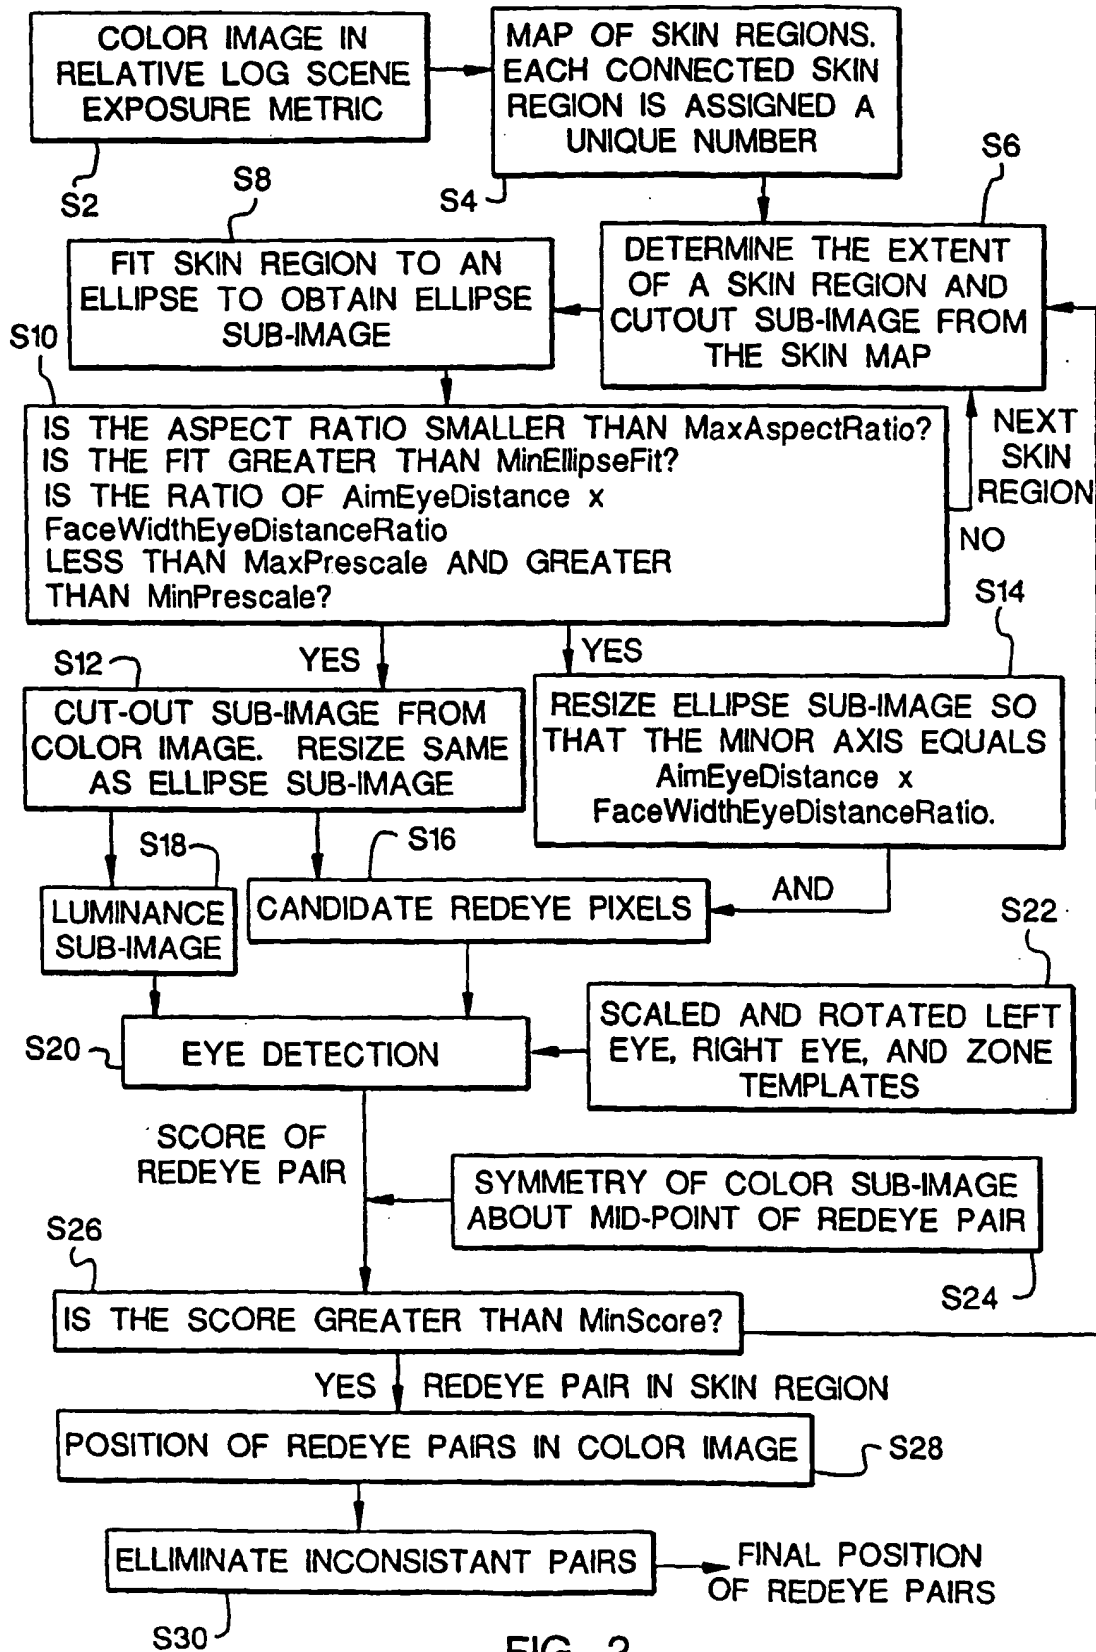 COLOR IMAGE IN
RELATIVE LOG SCENE
EXPOSURE METRIC
S2
MAP OF SKIN REGIONS.
EACH CONNECTED SKIN
REGION IS ASSIGNED A
UNIQUE NUMBER
S4
S6
DETERMINE THE EXTENT
OF A SKIN REGION AND
CUTOUT SUB-IMAGE FROM
THE SKIN MAP
S8
FIT SKIN REGION TO AN
ELLIPSE TO OBTAIN ELLIPSE
SUB-IMAGE
S10
IS THE ASPECT RATIO SMALLER THAN MaxAspectRatio?
IS THE FIT GREATER THAN MinEllipseFit?
IS THE RATIO OF AimEyeDistance x
FaceWidthEyeDistanceRatio
LESS THAN MaxPrescale AND GREATER
THAN MinPrescale?
NEXT
SKIN
REGION
NO
YES
YES
S12
CUT-OUT SUB-IMAGE FROM
COLOR IMAGE. RESIZE SAME
AS ELLIPSE SUB-IMAGE
S14
RESIZE ELLIPSE SUB-IMAGE SO
THAT THE MINOR AXIS EQUALS
AimEyeDistance x
FaceWidthEyeDistanceRatio.
S18
LUMINANCE
SUB-IMAGE
S16
CANDIDATE REDEYE PIXELS
AND
S22
SCALED AND ROTATED LEFT
EYE, RIGHT EYE, AND ZONE
TEMPLATES
S20
EYE DETECTION
SCORE OF
REDEYE PAIR
SYMMETRY OF COLOR SUB-IMAGE
ABOUT MID-POINT OF REDEYE PAIR
S24
S26
IS THE SCORE GREATER THAN MinScore?
YES REDEYE PAIR IN SKIN REGION
POSITION OF REDEYE PAIRS IN COLOR IMAGE
S28
ELLIMINATE INCONSISTANT PAIRS
S30
FINAL POSITION
OF REDEYE PAIRS
FIG. 2